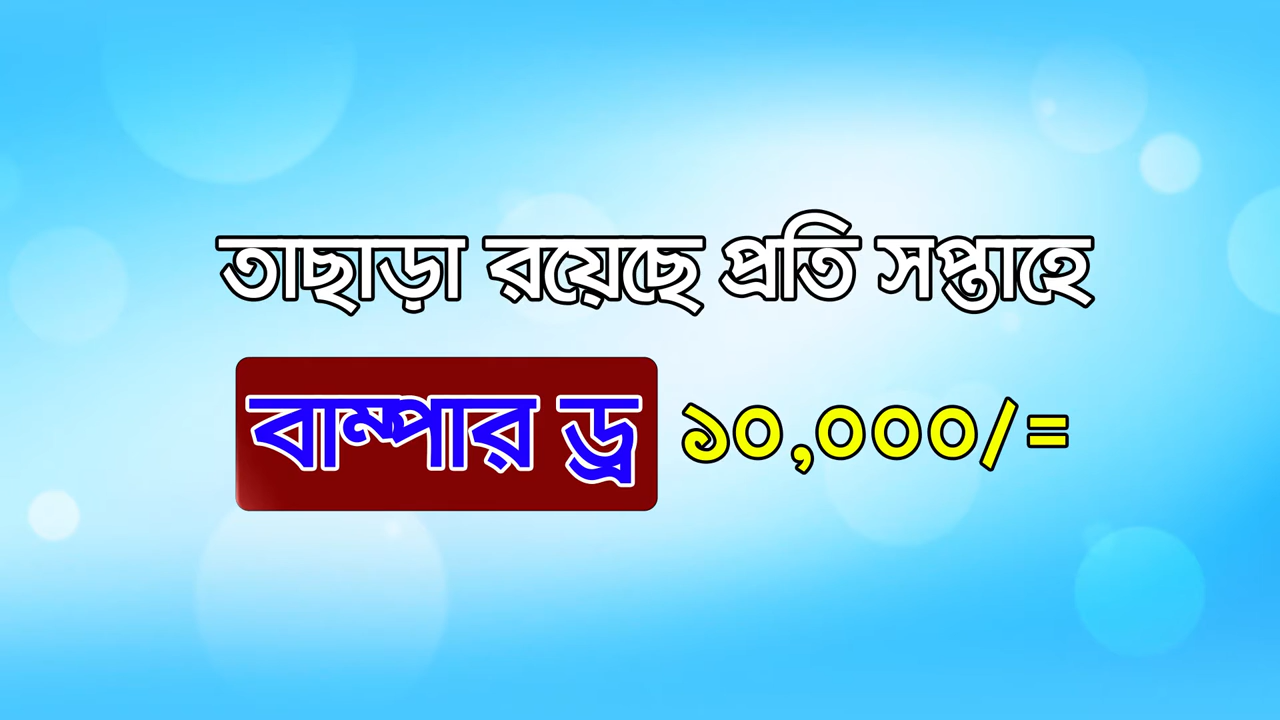 তাছাড়া রয়েছে প্রতি সপ্তাহে
বাম্পার ড্র ১০,০০০/=